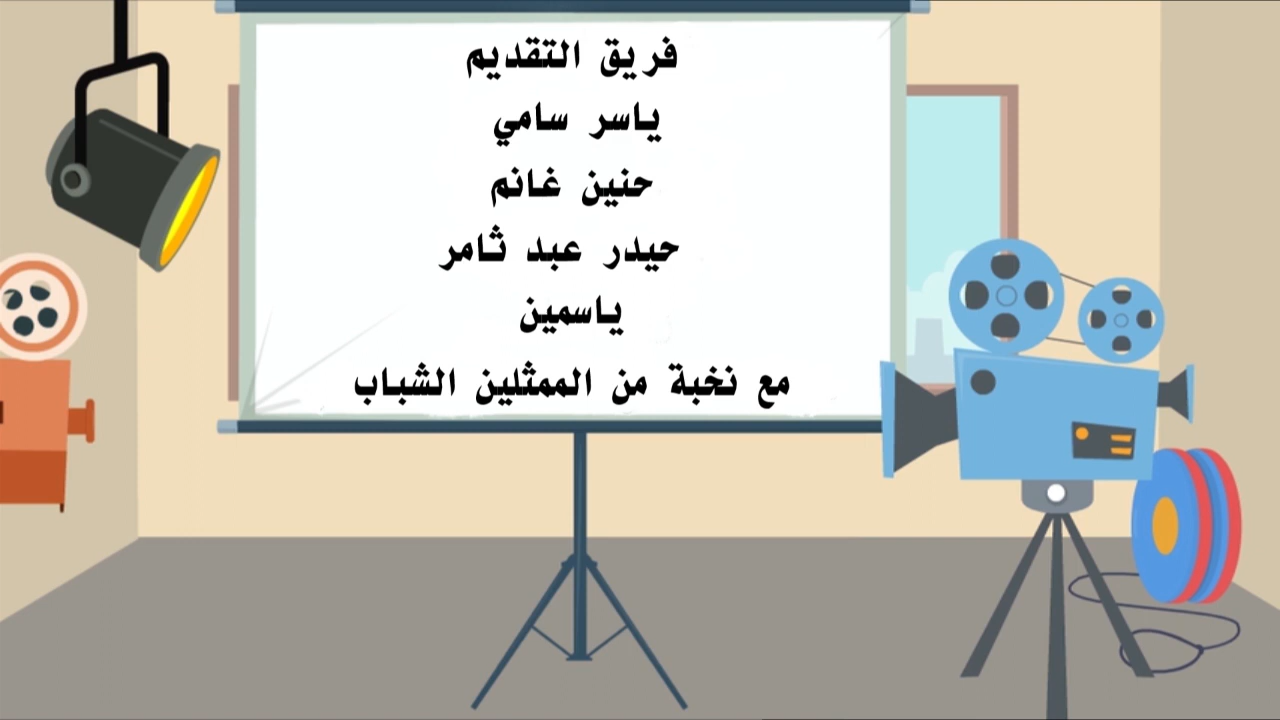 فريق التقديم
ياسر سامي
حنين غانم
حيدر عبد ثامر
ياسمين
مع نخبة من الممثلين الشباب